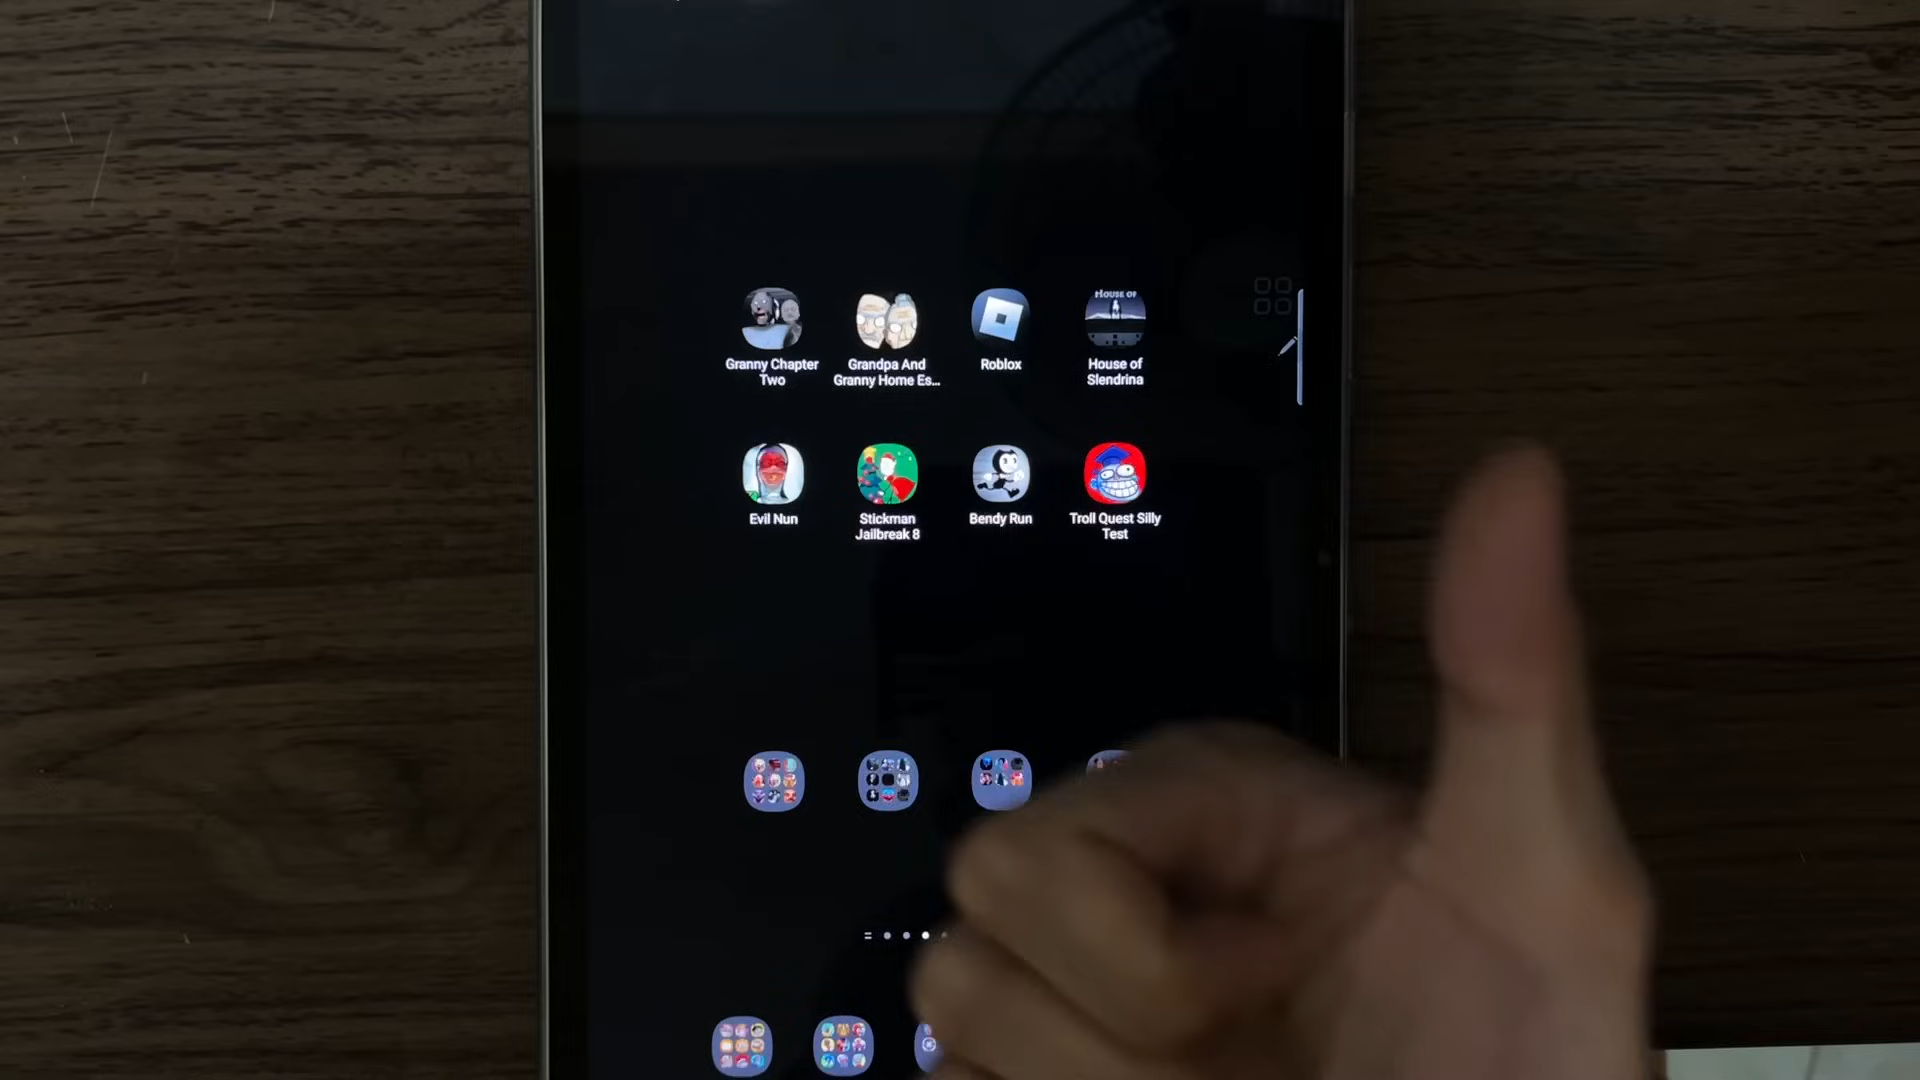 HOUSE OF
Granny Chapter
Two
Grandpa And
Granny Home Es...
Roblox
House of
Slendrina
Evil Nun
Stickman
Jailbreak 8
Bendy Run
Troll Quest Silly
Test